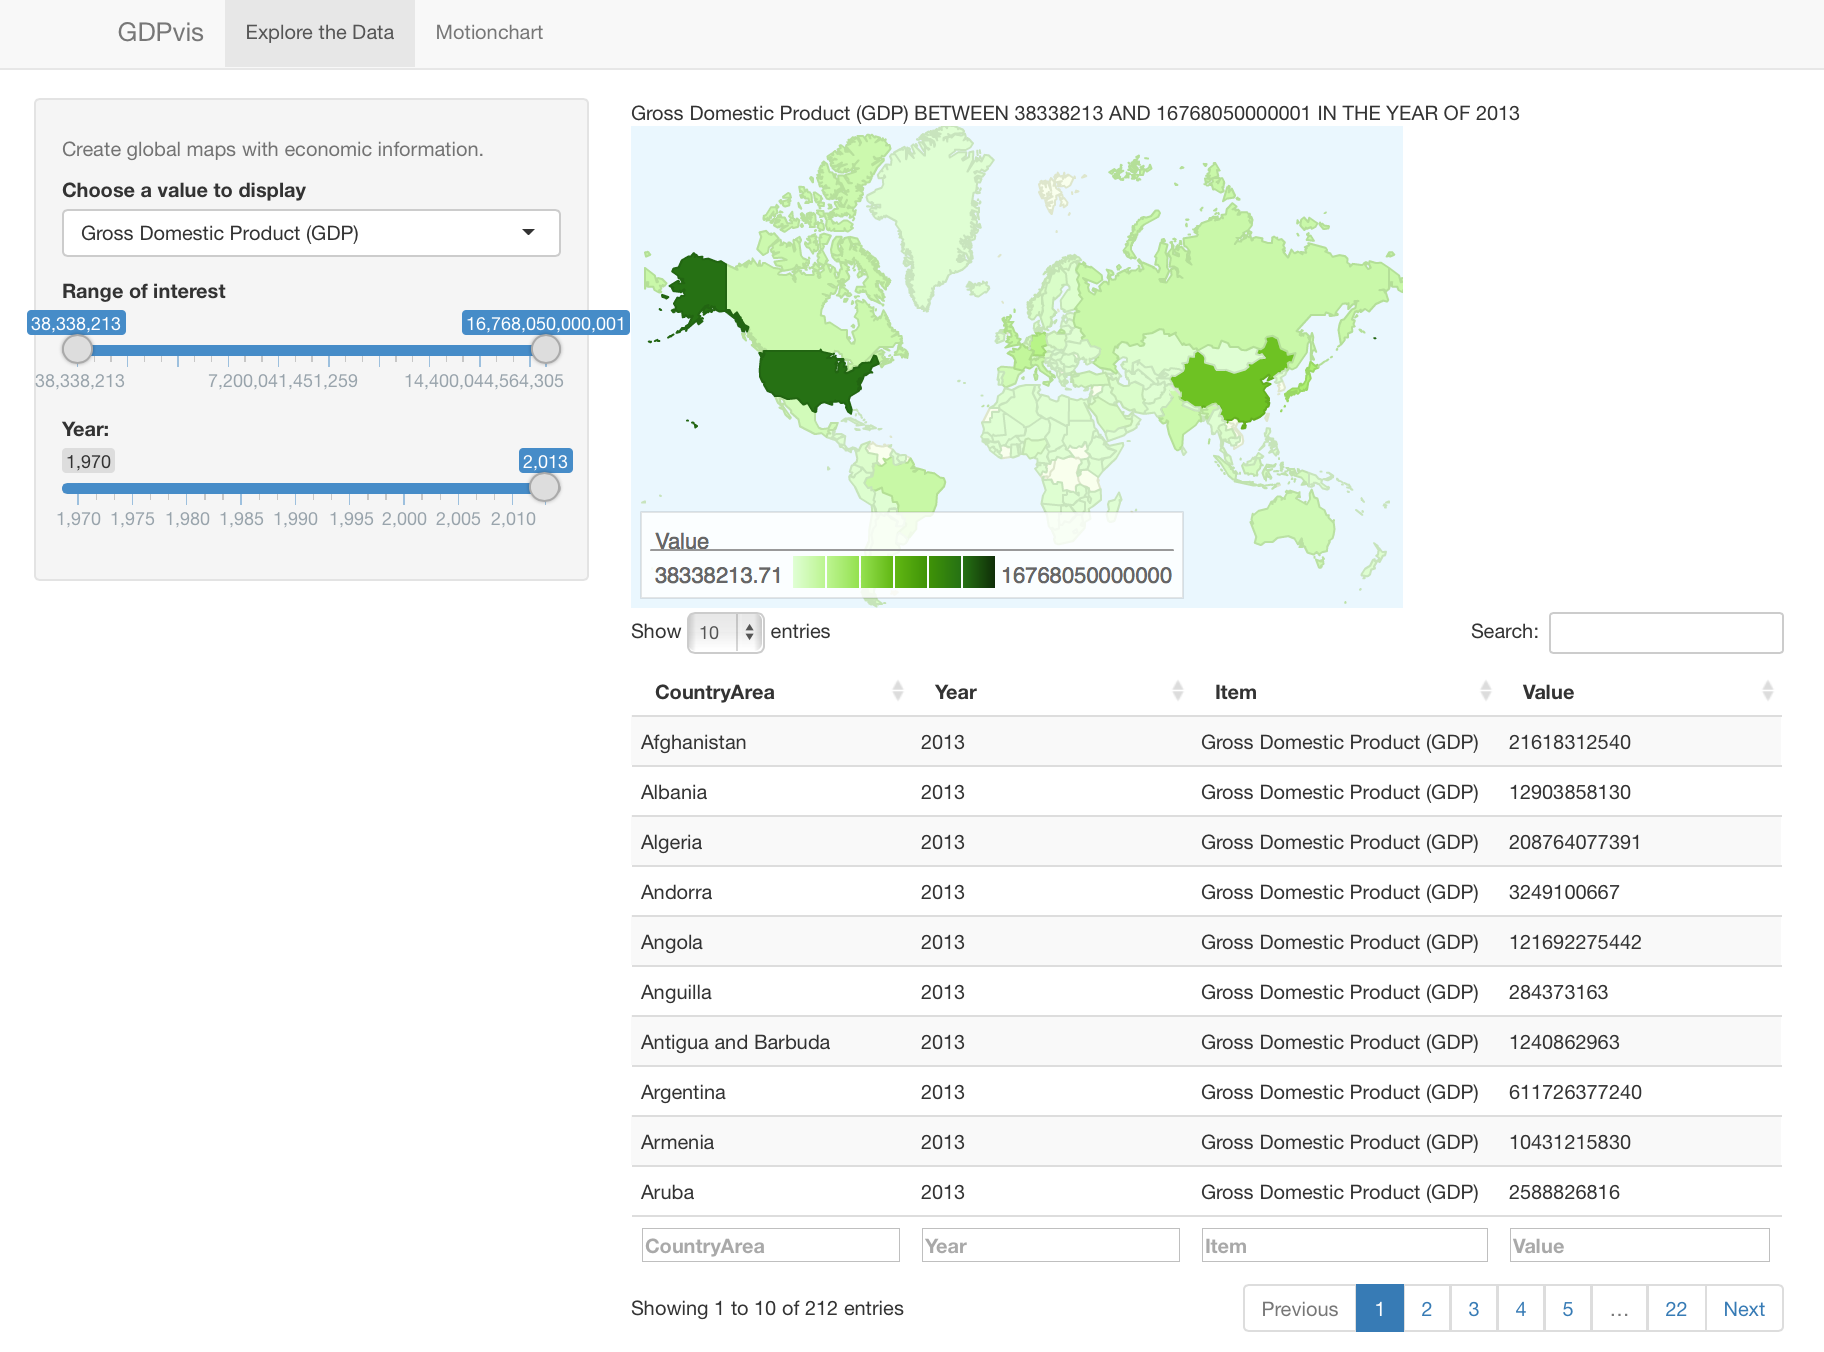 GDPvis Explore the Data Motionchart
Create global maps with economic information.
Choose a value to display
Gross Domestic Product (GDP)
Range of interest
38,338,213 16,768,050,000,001
38,338,213 7,200,041,451,259 14,400,044,564,305
Year:
1,970 2,013
1,970 1,975 1,980 1,985 1,990 1,995 2,000 2,005 2,010
Gross Domestic Product (GDP) BETWEEN 38338213 AND 16768050000001 IN THE YEAR OF 2013
Value
38338213.71 16768050000000
Show 10 entries Search:
CountryArea Year Item Value
Afghanistan 2013 Gross Domestic Product (GDP) 21618312540
Albania 2013 Gross Domestic Product (GDP) 12903858130
Algeria 2013 Gross Domestic Product (GDP) 208764077391
Andorra 2013 Gross Domestic Product (GDP) 3249100667
Angola 2013 Gross Domestic Product (GDP) 121692275442
Anguilla 2013 Gross Domestic Product (GDP) 284373163
Antigua and Barbuda 2013 Gross Domestic Product (GDP) 1240862963
Argentina 2013 Gross Domestic Product (GDP) 611726377240
Armenia 2013 Gross Domestic Product (GDP) 10431215830
Aruba 2013 Gross Domestic Product (GDP) 2588826816
CountryArea Year Item Value
Showing 1 to 10 of 212 entries Previous 1 2 3 4 5 … 22 Next